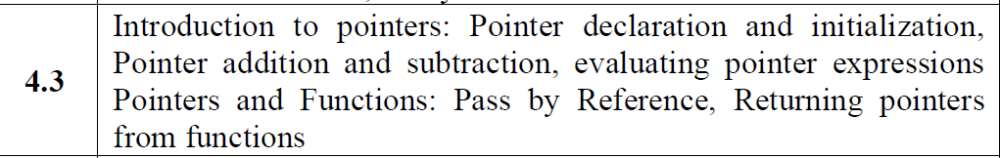 4.3
Introduction to pointers: Pointer declaration and initialization,
Pointer addition and subtraction, evaluating pointer expressions
Pointers and Functions: Pass by Reference, Returning pointers
from functions